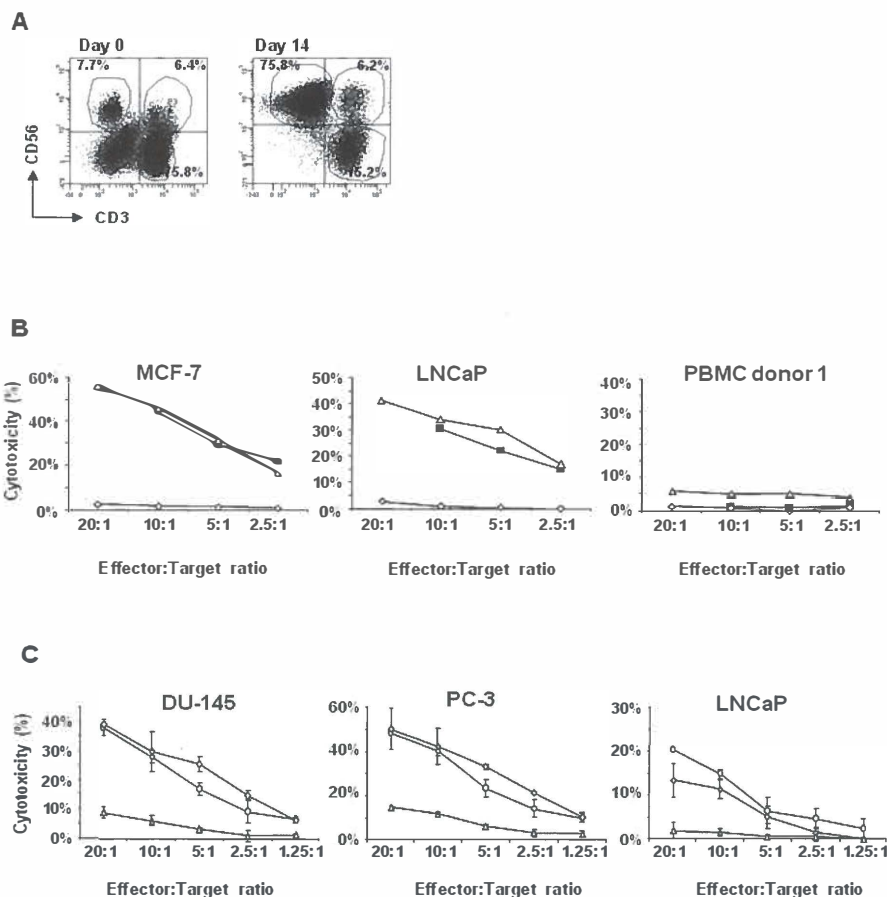 A
Day 0
Day 14
7.7%
6.4%
75.8%
6.2%
75.8%
15.2%
CD56
CD3
B
MCF-7
LNCaP
PBMC donor 1
Cytotoxicity (%)
60%
40%
20%
0%
50%
40%
30%
20%
10%
0%
40%
30%
20%
10%
0%
20:1 10:1 5:1 2.5:1
20:1 10:1 5:1 2.5:1
20:1 10:1 5:1 2.5:1
Effector:Target ratio
Effector:Target ratio
Effector:Target ratio
C
DU-145
PC-3
LNCaP
Cytotoxicity (%)
40%
30%
20%
10%
0%
60%
40%
20%
0%
30%
20%
10%
0%
20:1 10:1 5:1 2.5:1 1.25:1
20:1 10:1 5:1 2.5:1 1.25:1
20:1 10:1 5:1 2.5:1 1.25:1
Effector:Target ratio
Effector:Target ratio
Effector:Target ratio